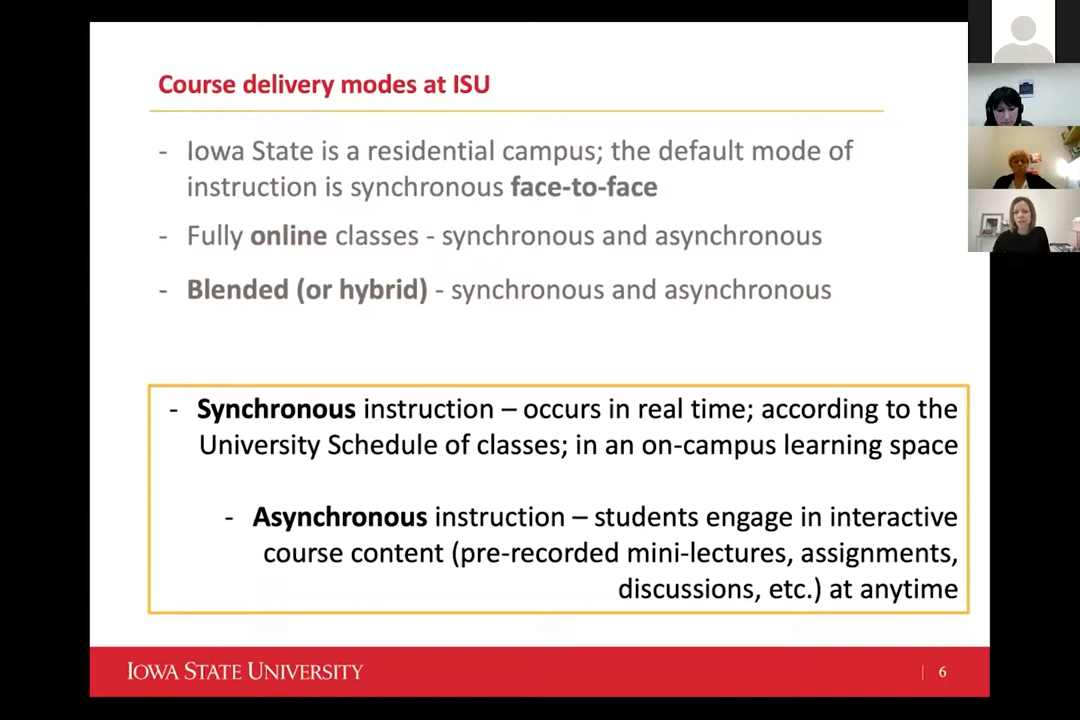 Course delivery modes at ISU
- Iowa State is a residential campus; the default mode of
instruction is synchronous face-to-face
- Fully online classes - synchronous and asynchronous
- Blended (or hybrid) - synchronous and asynchronous
- Synchronous instruction – occurs in real time; according to the
University Schedule of classes; in an on-campus learning space
- Asynchronous instruction – students engage in interactive
course content (pre-recorded mini-lectures, assignments,
discussions, etc.) at anytime
IOWA STATE UNIVERSITY
| 6